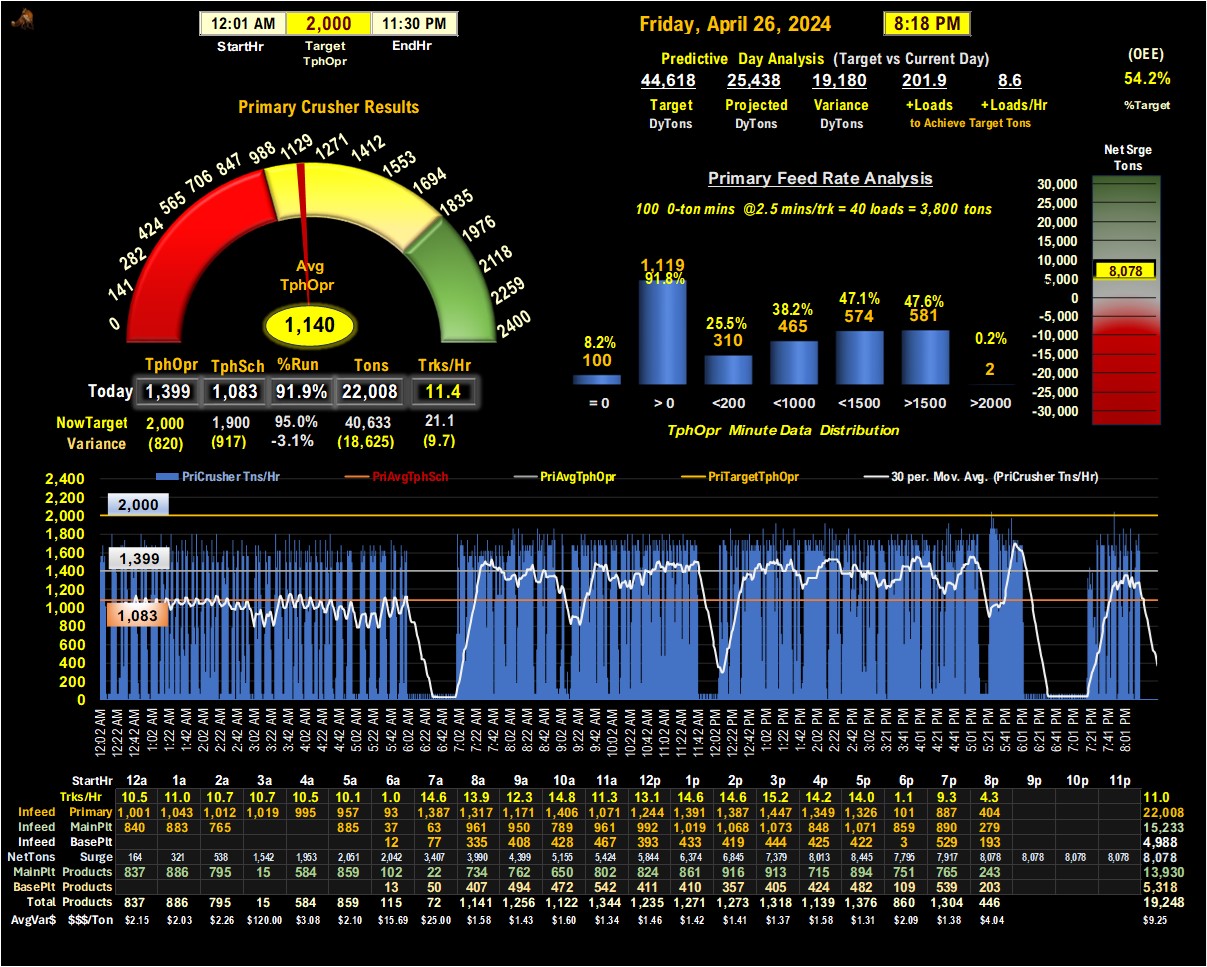 12:01 AM 2,000 11:30 PM
StartHr Target TphOpr EndHr
Friday, April 26, 2024 8:18 PM
Predictive Day Analysis (Target vs Current Day)
44,618 25,438 19,180 201.9 8.6
Target Projected Variance +Loads +Loads/Hr
DyTons DyTons DyTons to Achieve Target Tons
(OEE)
54.2%
%Target
Primary Crusher Results
0 141 282 424 565 706 847 988 1129 1271 1412 1553 1694 1835 1976 2118 2259 2400
Avg
TphOpr
1,140
TphOpr TphSch %Run Tons Trks/Hr
Today 1,399 1,083 91.9% 22,008 11.4
NowTarget 2,000 1,900 95.0% 40,633 21.1
Variance (820) (917) -3.1% (18,625) (9.7)
Primary Feed Rate Analysis
100 0-ton mins @2.5 mins/trk = 40 loads = 3,800 tons
8.2% 91.8% 25.5% 38.2% 47.1% 47.6% 0.2%
100 1,119 310 465 574 581 2
= 0 > 0 <200 <1000 <1500 >1500 >2000
TphOpr Minute Data Distribution
NetSrge
Tons
30,000
25,000
20,000
15,000
10,000
8,078
5,000
0
-5,000
-10,000
-15,000
-20,000
-25,000
-30,000
PriCrusher Tns/Hr PriAvgTphSch PriAvgTphOpr PriTargetTphOpr 30 per. Mov. Avg. (PriCrusher Tns/Hr)
2,400
2,200
2,000
1,800
1,600
1,400
1,200
1,000
800
600
400
200
0
2,000
1,399
1,083
12:02 AM 12:22 AM 12:42 AM 1:02 AM 1:22 AM 1:42 AM 2:02 AM 2:22 AM 2:42 AM 3:02 AM 3:22 AM 3:42 AM 4:02 AM 4:22 AM 4:42 AM 5:02 AM 5:22 AM 5:42 AM 6:02 AM 6:22 AM 6:42 AM 7:02 AM 7:22 AM 7:42 AM 8:02 AM 8:22 AM 8:42 AM 9:02 AM 9:22 AM 9:42 AM 10:02 AM 10:22 AM 10:42 AM 11:02 AM 11:22 AM 11:42 AM 12:02 PM 12:22 PM 12:42 PM 1:02 PM 1:22 PM 1:42 PM 2:02 PM 2:22 PM 2:42 PM 3:02 PM 3:21 PM 3:41 PM 4:01 PM 4:21 PM 4:41 PM 5:01 PM 5:21 PM 5:41 PM 6:01 PM 6:21 PM 6:41 PM 7:01 PM 7:21 PM 7:41 PM 8:01 PM
StartHr 12a 1a 2a 3a 4a 5a 6a 7a 8a 9a 10a 11a 12p 1p 2p 3p 4p 5p 6p 7p 8p 9p 10p 11p
Trks/Hr 10.5 11.0 10.7 10.7 10.5 10.1 1.0 14.6 13.9 12.3 14.8 11.3 13.1 14.6 14.6 15.2 14.2 14.0 1.1 9.3 4.3 11.0
Infeed Primary 1,001 1,043 1,012 1,019 995 957 93 1,387 1,317 1,171 1,406 1,071 1,244 1,391 1,387 1,447 1,349 1,326 101 887 404 22,008
Infeed MainPlt 840 883 765 885 37 63 961 950 789 961 992 1,019 1,068 1,073 848 1,071 859 890 279 15,233
Infeed BasePlt 12 77 335 408 428 467 393 433 419 444 425 422 3 529 193 4,988
NetTons Surge 164 321 538 1,542 1,953 2,051 2,042 3,407 3,990 4,399 5,155 5,424 5,844 6,374 6,845 7,379 8,013 8,445 7,795 7,917 8,078 8,078 8,078 8,078 8,078
MainPlt Products 837 886 795 15 584 859 102 22 734 762 650 802 824 861 916 913 715 894 751 765 243 13,930
BasePlt Products 13 50 407 494 472 542 411 410 357 405 424 482 109 539 203 5,318
Total Products 837 886 795 15 584 859 115 72 1,141 1,256 1,122 1,344 1,235 1,271 1,273 1,318 1,139 1,376 860 1,304 446 19,248
AvgVar$ $$$/Ton $2.15 $2.03 $2.26 $120.00 $3.08 $2.10 $15.69 $25.00 $1.58 $1.43 $1.60 $1.34 $1.46 $1.42 $1.41 $1.37 $1.58 $1.31 $2.09 $1.38 $4.04 $9.25